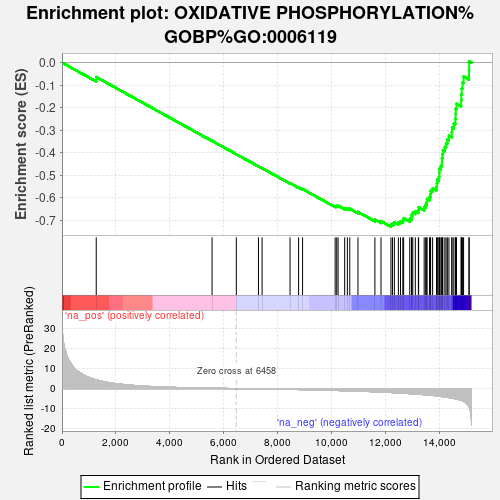 Enrichment plot: OXIDATIVE PHOSPHORYLATION%
GOBP%GO:0006119
Enrichment score (ES)
0.0
-0.1
-0.2
-0.3
-0.4
-0.5
-0.6
-0.7
'na_pos' (positively correlated)
Ranked list metric (PreRanked)
30
20
10
0
-10
-20
Zero cross at 6458
'na_neg' (negatively correlated)
0
2,000
4,000
6,000
8,000
10,000
12,000
14,000
Rank in Ordered Dataset
Enrichment profile
Hits
Ranking metric scores